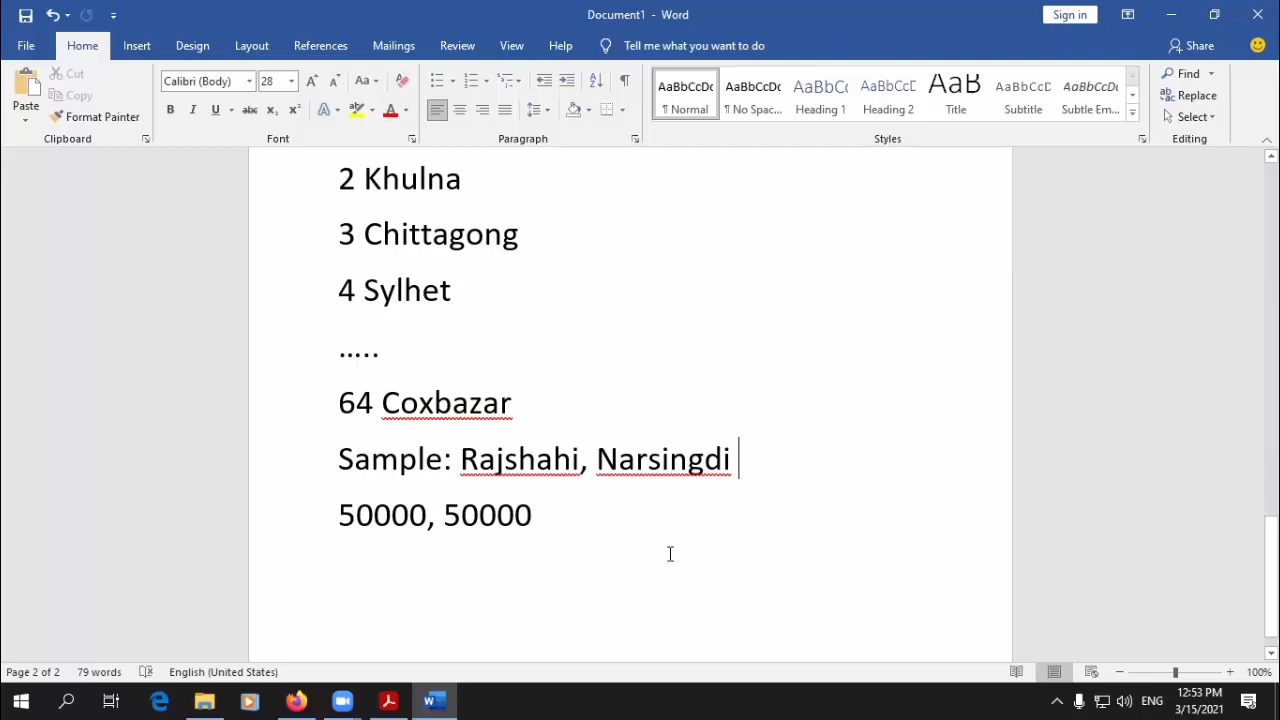 Document1 - Word
Sign in
File Home Insert Design Layout References Mailings Review View Help Tell me what you want to do Share
Paste
Cut
Copy
Format Painter
Clipboard
Calibri (Body) 28
Font
Paragraph
AaBbCcDc AaBbCcDc AaBbCc AaBbCcC AaB AaBbCcD AaBbCcDc
¶ Normal ¶ No Spac... Heading 1 Heading 2 Title Subtitle Subtle Em...
Styles
Find
Replace
Select
Editing
2 Khulna
3 Chittagong
4 Sylhet
.....
64 Coxbazar
Sample: Rajshahi, Narsingdi
50000, 50000
Page 2 of 2 79 words English (United States) 100%
ENG 12:53 PM
3/15/2021